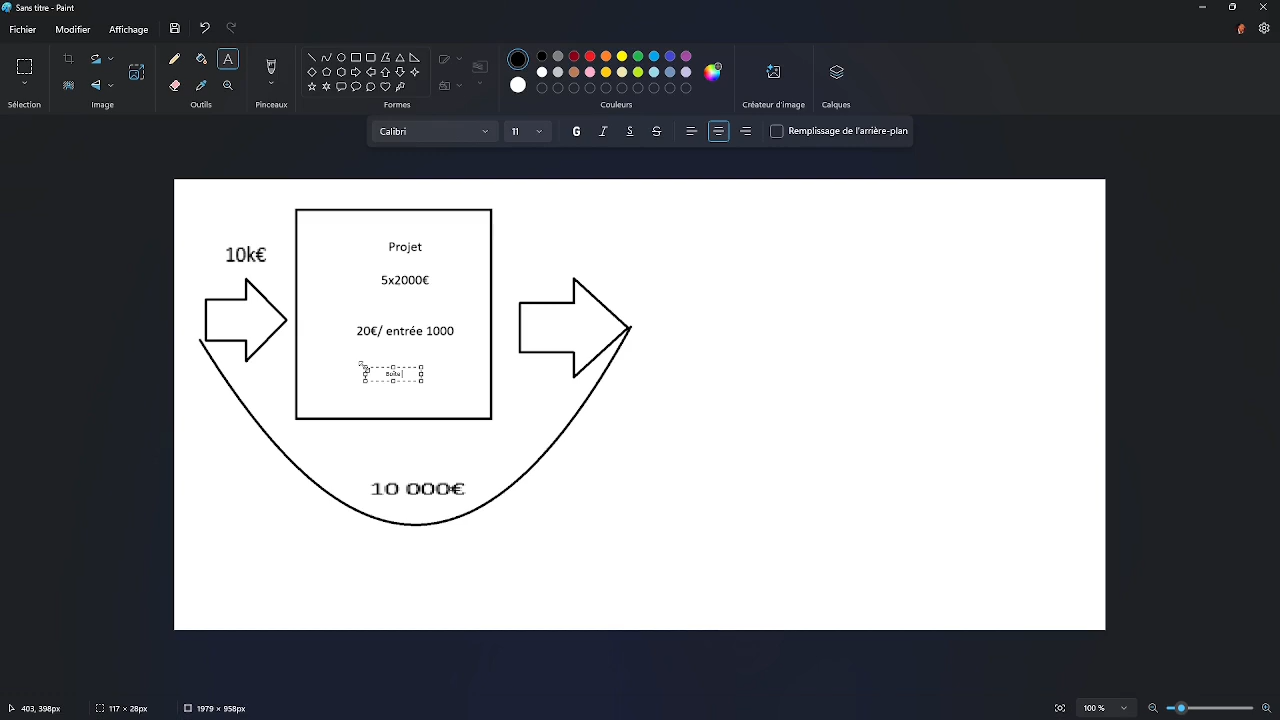 Sans titre - Paint
Fichier Modifier Affichage
Sélection Image Outils Pinceaux Formes Couleurs Créateur d'image Calques
Calibri 11 G I S S Remplissage de l'arrière-plan
10k€
Projet
5x2000€
20€/ entrée 1000
Boîte
10 000€
403, 398px 117 × 28px 1979 × 958px 100 %